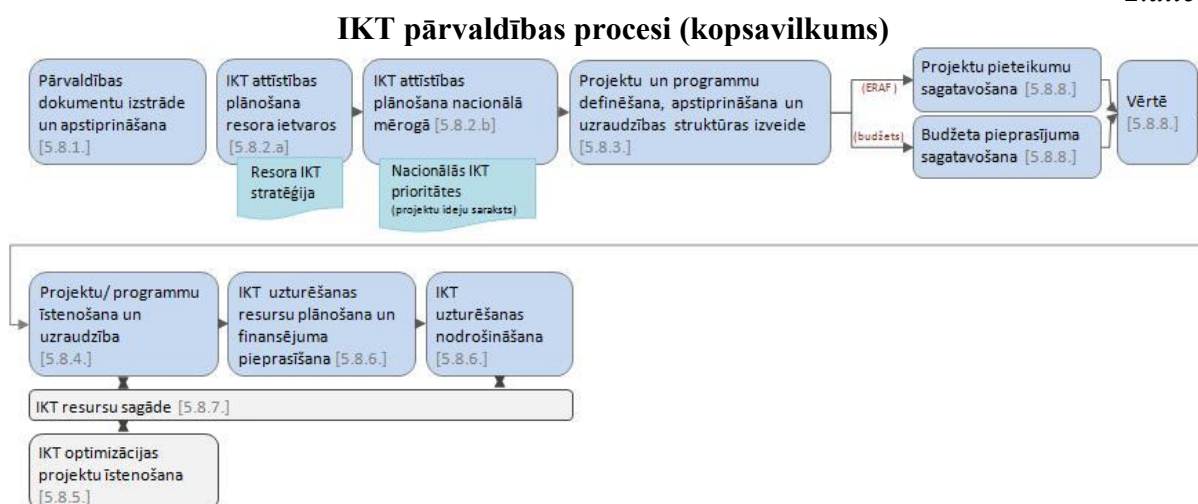 IKT pārvaldības procesi (kopsavilkums)
Pārvaldības
dokumentu izstrāde
un apstiprināšana
[5.8.1.]
IKT attīstības
plānošana
resora ietvaros
[5.8.2.a]
Resora IKT
stratēģija
IKT attīstības
plānošana nacionālā
mērogā [5.8.2.b]
Nacionālās IKT
prioritātes
(projektu ideju saraksts)
Projektu un programmu
definēšana, apstiprināšana un
uzraudzības struktūras izveide
[5.8.3.]
(ERAF)
(budžets)
Projektu pieteikumu
sagatavošana [5.8.8.]
Budžeta pieprasījuma
sagatavošana [5.8.8.]
Vērtē
[5.8.8.]
Projektu/programmu
īstenošana un
uzraudzība
[5.8.4.]
IKT uzturēšanas
resursu plānošana un
finansējuma
pieprasīšana [5.8.6.]
IKT
uzturēšanas
nodrošināšana
[5.8.6.]
IKT resursu sagāde [5.8.7.]
IKT optimizācijas
projektu īstenošana
[5.8.5.]